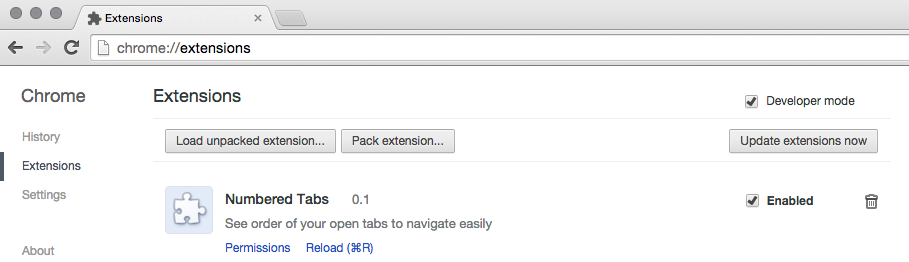 Extensions
chrome://extensions
Chrome
Extensions
Developer mode
History
Load unpacked extension... Pack extension... Update extensions now
Extensions
Settings
Numbered Tabs 0.1
Enabled
See order of your open tabs to navigate easily
Permissions Reload (⌘R)
About